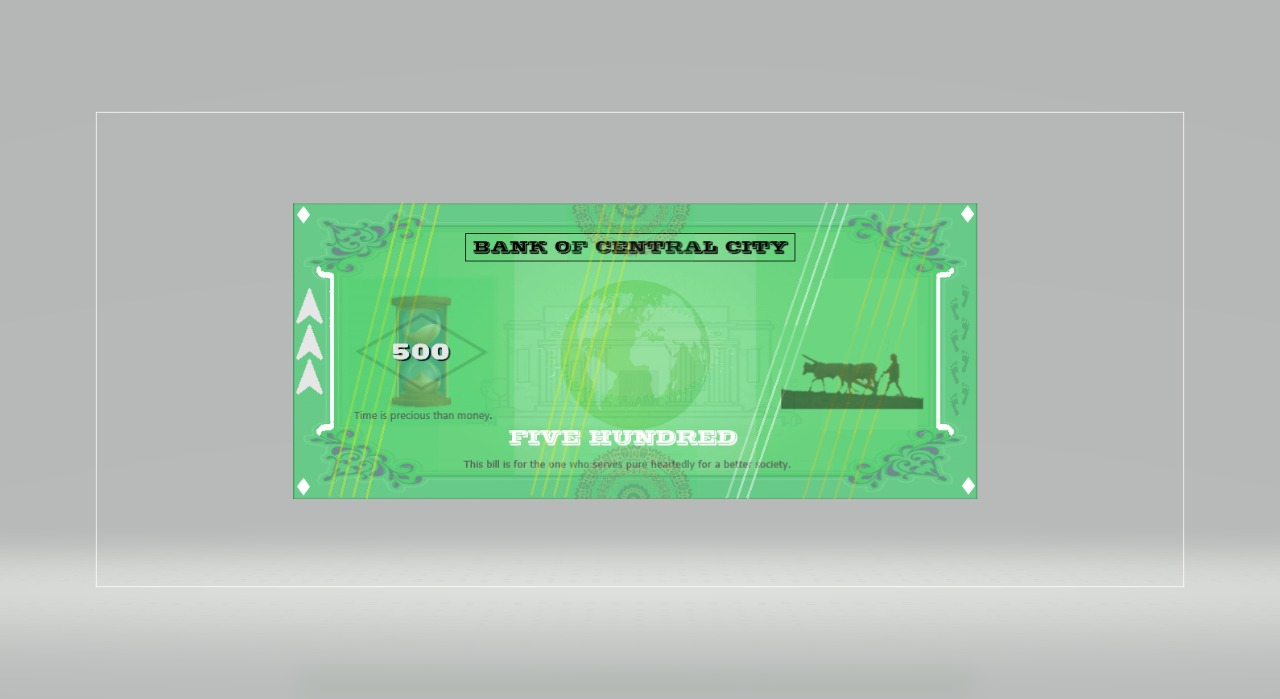 BANK OF CENTRAL CITY
500
Time is precious than money.
FIVE HUNDRED
This bill is for the one who serves pure heartedly for a better society.